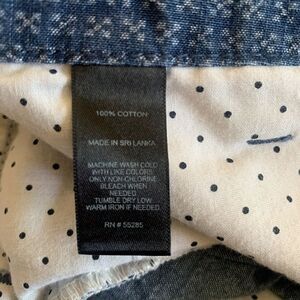 100% COTTON
MADE IN SRI LANKA
MACHINE WASH COLD
WITH LIKE COLORS
ONLY NON-CHLORINE
BLEACH WHEN
NEEDED
TUMBLE DRY LOW
WARM IRON IF NEEDED
RN # 55285